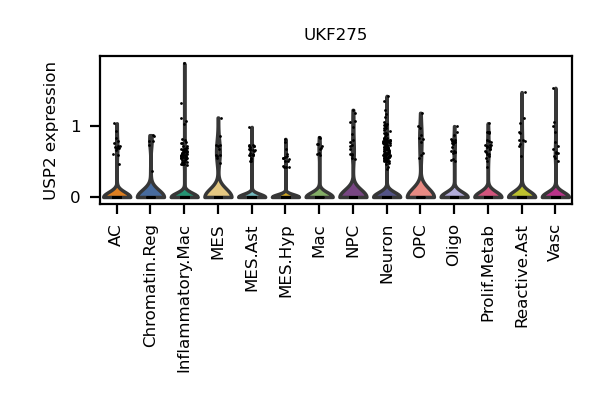 UKF275
USP2 expression
1
0
AC
Chromatin.Reg
Inflammatory.Mac
MES
MES.Ast
MES.Hyp
Mac
NPC
Neuron
OPC
Oligo
Prolif.Metab
Reactive.Ast
Vasc